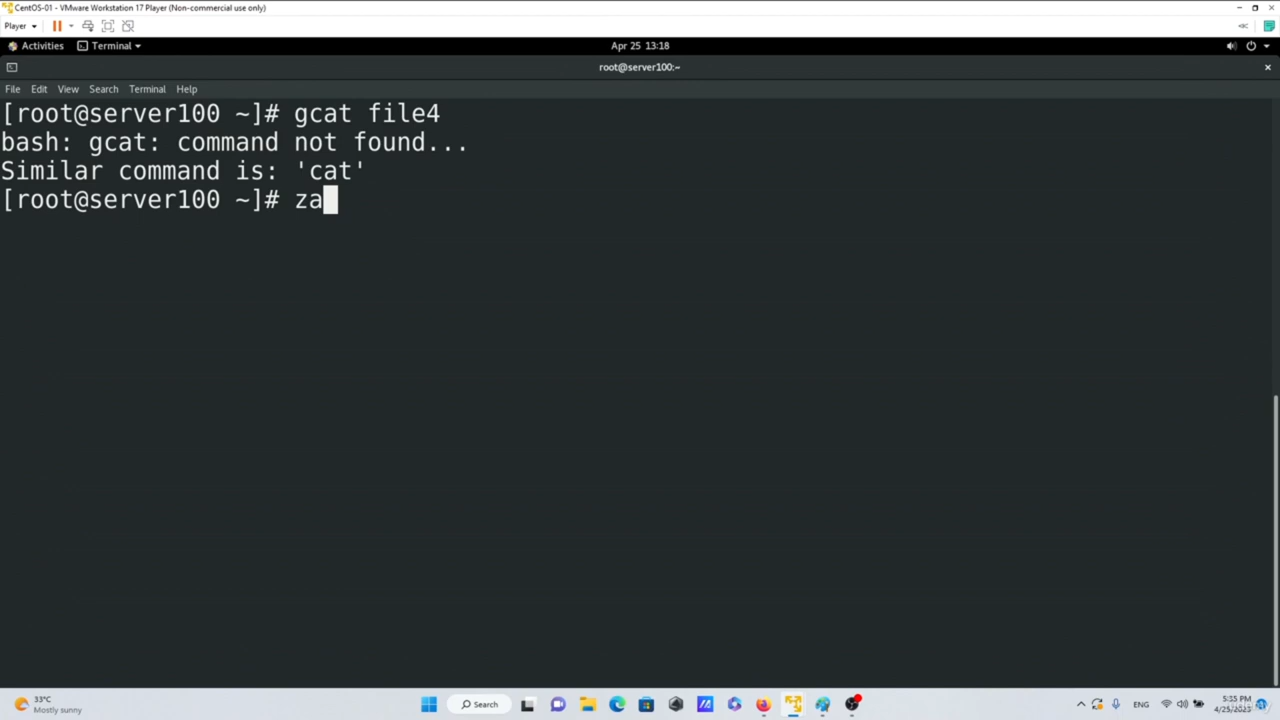 CentOS-01 - VMware Workstation 17 Player (Non-commercial use only)
Player
Activities Terminal Apr 25 13:18
root@server100:~
File Edit View Search Terminal Help
[root@server100 ~]# gcat file4
bash: gcat: command not found...
Similar command is: 'cat'
[root@server100 ~]# za
33°C
Mostly sunny
Search
ENG
5:35 PM
4/25/2023